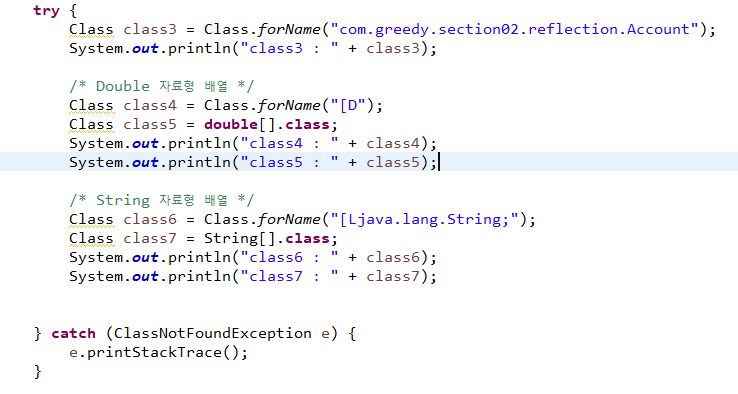 try {
Class class3 = Class.forName("com.greedy.section02.reflection.Account");
System.out.println("class3 : " + class3);
/* Double 자료형 배열 */
Class class4 = Class.forName("[D");
Class class5 = double[].class;
System.out.println("class4 : " + class4);
System.out.println("class5 : " + class5);
/* String 자료형 배열 */
Class class6 = Class.forName("[Ljava.lang.String;");
Class class7 = String[].class;
System.out.println("class6 : " + class6);
System.out.println("class7 : " + class7);
} catch (ClassNotFoundException e) {
e.printStackTrace();
}